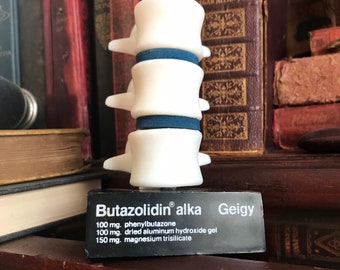 Butazolidin® alka Geigy
100 mg. phenylbutazone
100 mg. dried aluminum hydroxide gel
150 mg. magnesium trisilicate